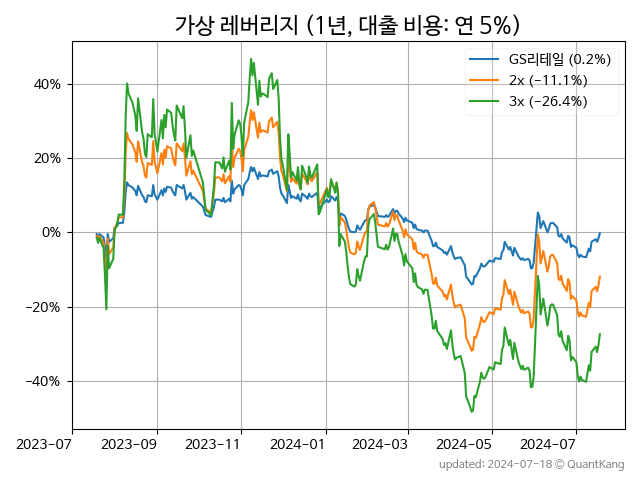 가상 레버리지 (1년, 대출 비용: 연 5%)
GS리테일 (0.2%)
2x (−11.1%)
3x (−26.4%)
40%
20%
0%
−20%
−40%
2023-07 2023-09 2023-11 2024-01 2024-03 2024-05 2024-07
updated: 2024-07-18 © QuantKang